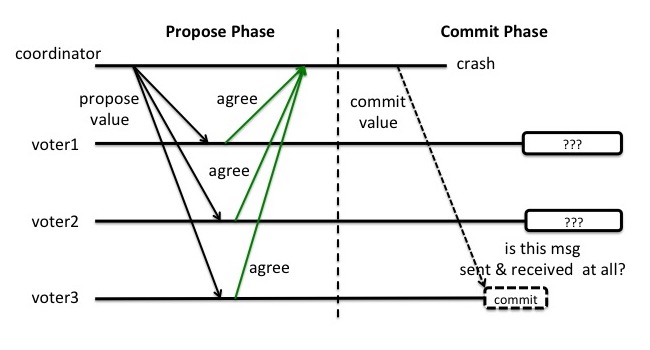 Propose Phase
Commit Phase
coordinator
crash
propose
value
agree
commit
value
voter1
???
agree
voter2
???
is this msg
sent & received at all?
agree
voter3
commit